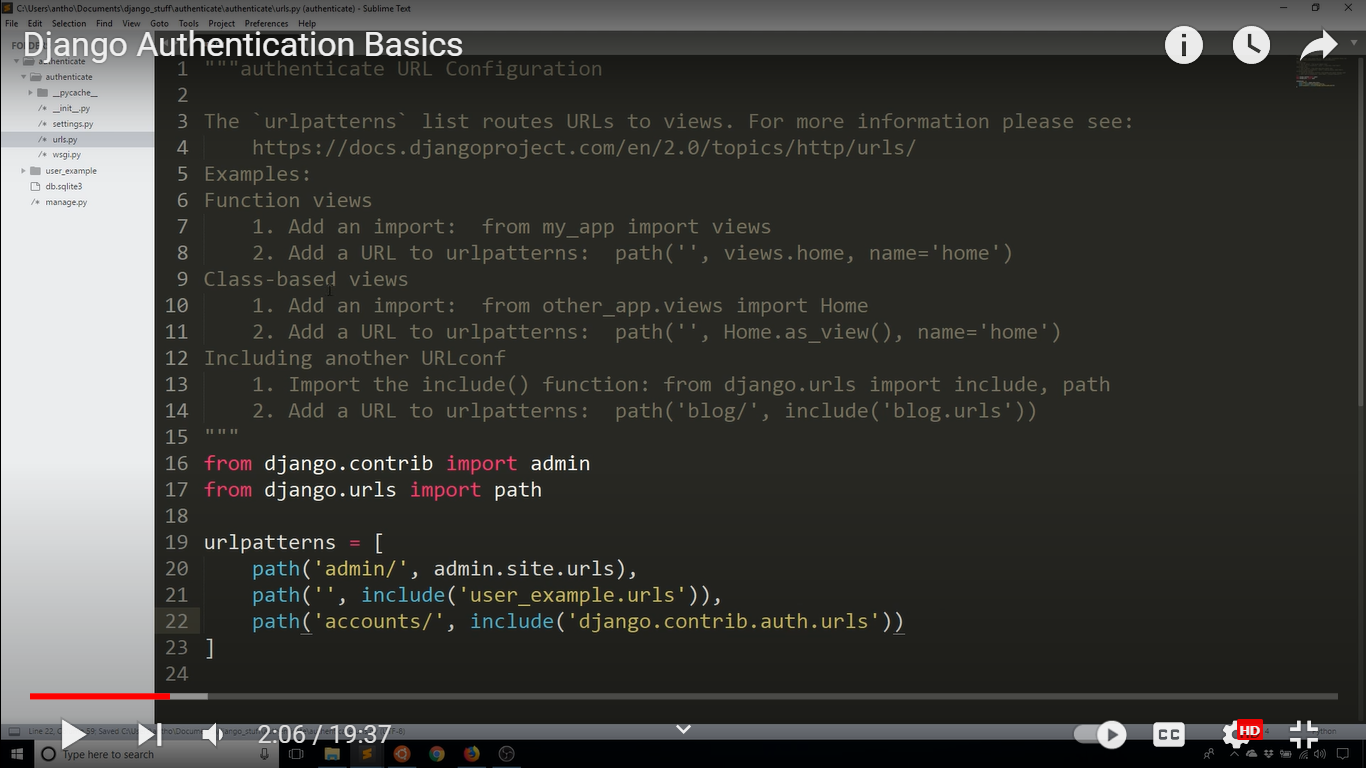 C:\Users\antho\Documents\django_stuff\authenticate\authenticate\urls.py (authenticate) - Sublime Text
File Edit Selection Find View Goto Tools Project Preferences Help
Django Authentication Basics
authenticate
authenticate
__pycache__
__init__.py
settings.py
urls.py
wsgi.py
user_example
db.sqlite3
manage.py
1 """authenticate URL Configuration
2
3 The `urlpatterns` list routes URLs to views. For more information please see:
4     https://docs.djangoproject.com/en/2.0/topics/http/urls/
5 Examples:
6 Function views
7     1. Add an import:  from my_app import views
8     2. Add a URL to urlpatterns:  path('', views.home, name='home')
9 Class-based views
10     1. Add an import:  from other_app.views import Home
11     2. Add a URL to urlpatterns:  path('', Home.as_view(), name='home')
12 Including another URLconf
13     1. Import the include() function: from django.urls import include, path
14     2. Add a URL to urlpatterns:  path('blog/', include('blog.urls'))
15 """
16 from django.contrib import admin
17 from django.urls import path
18
19 urlpatterns = [
20     path('admin/', admin.site.urls),
21     path('', include('user_example.urls')),
22     path('accounts/', include('django.contrib.auth.urls'))
23 ]
24
2:06 / 19:37
CC
HD
Type here to search